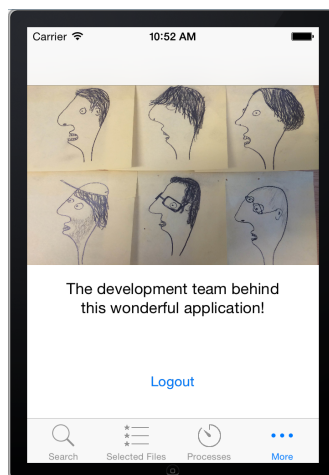 Carrier 10:52 AM
The development team behind
this wonderful application!
Logout
Search Selected Files Processes More